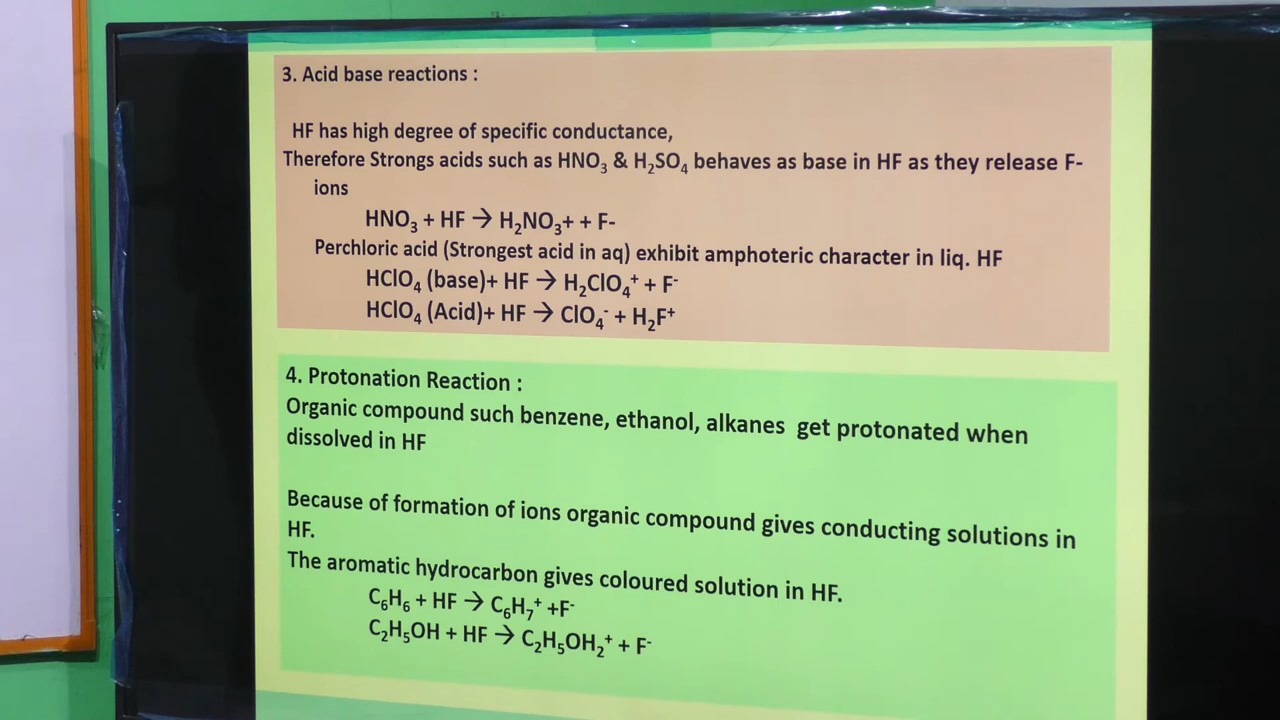 3. Acid base reactions :
HF has high degree of specific conductance,
Therefore Strongs acids such as HNO₃ & H₂SO₄ behaves as base in HF as they release F-
ions
HNO₃ + HF → H₂NO₃+ + F-
Perchloric acid (Strongest acid in aq) exhibit amphoteric character in liq. HF
HClO₄ (base)+ HF → H₂ClO₄⁺ + F⁻
HClO₄ (Acid)+ HF → ClO₄⁻ + H₂F⁺
4. Protonation Reaction :
Organic compound such benzene, ethanol, alkanes get protonated when
dissolved in HF
Because of formation of ions organic compound gives conducting solutions in
HF.
The aromatic hydrocarbon gives coloured solution in HF.
C₆H₆ + HF → C₆H₇⁺ +F⁻
C₂H₅OH + HF → C₂H₅OH₂⁺ + F⁻